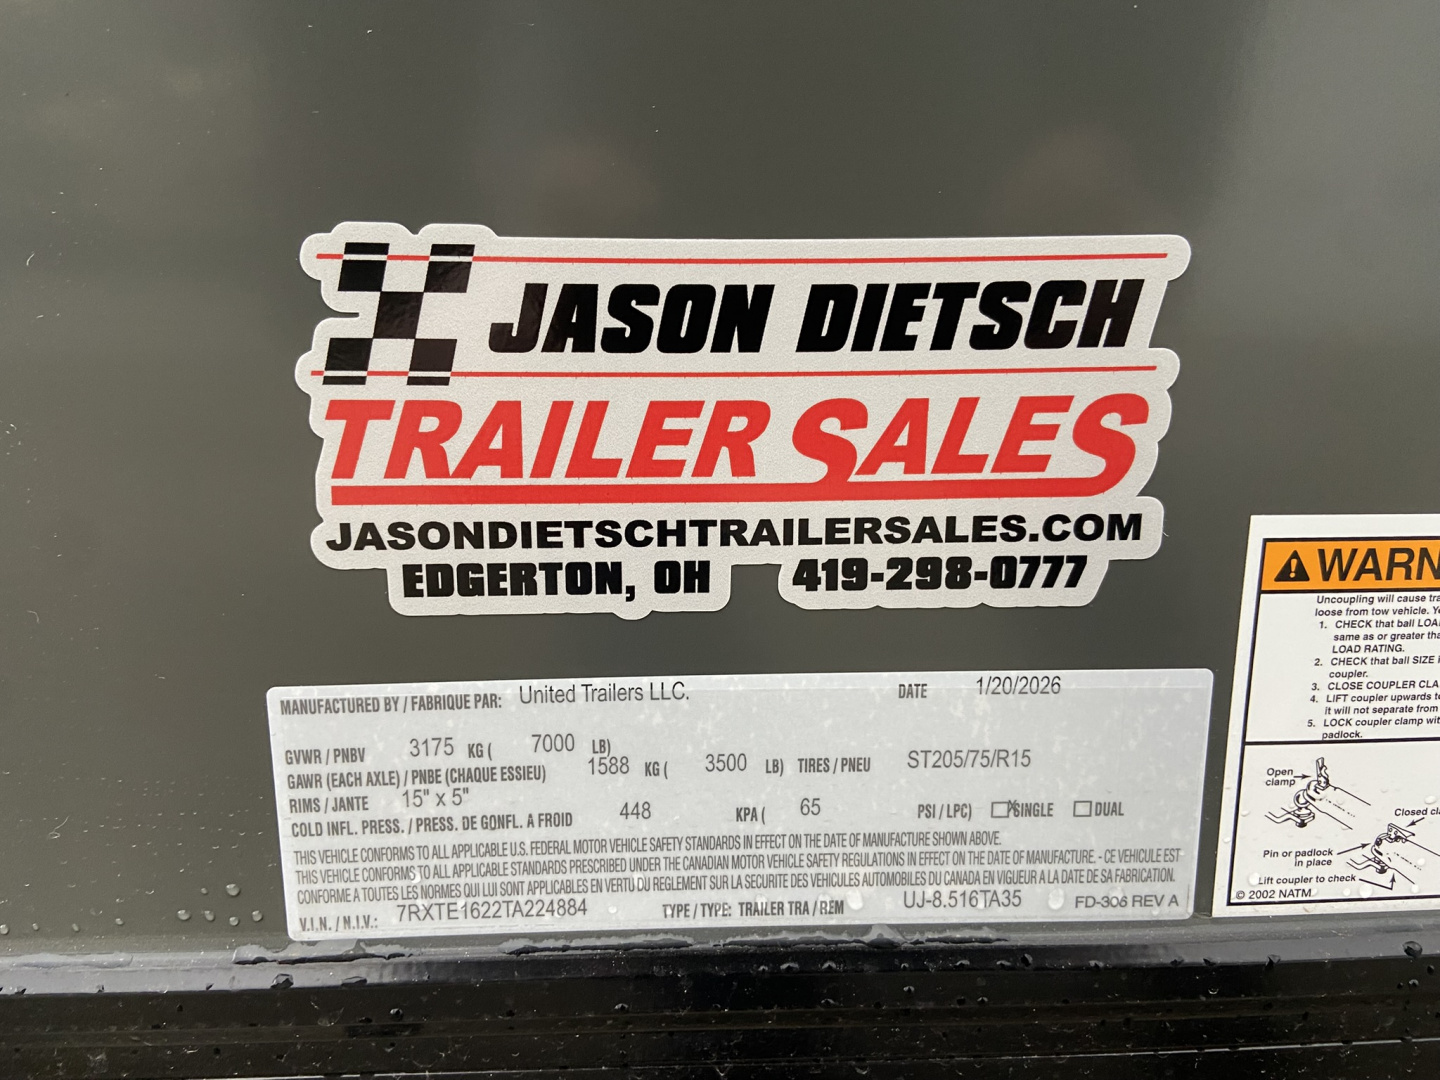 JASON DIETSCH
TRAILER SALES
JASONDIETSCHTRAILERSALES.COM
EDGERTON, OH 419-298-0777
MANUFACTURED BY / FABRIQUE PAR: United Trailers LLC. DATE 1/20/2026
GVWR / PNBV 3175 KG ( 7000 LB)
GAWR (EACH AXLE) / PNBE (CHAQUE ESSIEU) 1588 KG ( 3500 LB) TIRES / PNEU ST205/75/R15
RIMS / JANTE 15" x 5"
COLD INFL. PRESS. / PRESS. DE GONFL. A FROID 448 KPA ( 65 PSI / LPC) SINGLE DUAL
THIS VEHICLE CONFORMS TO ALL APPLICABLE U.S. FEDERAL MOTOR VEHICLE SAFETY STANDARDS IN EFFECT ON THE DATE OF MANUFACTURE SHOWN ABOVE.
THIS VEHICLE CONFORMS TO ALL APPLICABLE STANDARDS PRESCRIBED UNDER THE CANADIAN MOTOR VEHICLE SAFETY REGULATIONS IN EFFECT ON THE DATE OF MANUFACTURE. - CE VEHICULE EST
CONFORME A TOUTES LES NORMES QUI LUI SONT APPLICABLES EN VERTU DU REGLEMENT SUR LA SECURITE DES VEHICULES AUTOMOBILES DU CANADA EN VIGUEUR A LA DATE DE SA FABRICATION.
V.I.N. / N.I.V.: 7RXTE1622TA224884 TYPE / TYPE: TRAILER TRA / REM UJ-8.516TA35 FD-306 REV A
WARN
Uncoupling will cause tra
loose from tow vehicle. Y
1. CHECK that ball LOA
same as or greater tha
LOAD RATING.
2. CHECK that ball SIZE
coupler.
3. CLOSE COUPLER CLA
4. LIFT coupler upwards to
it will not separate from
5. LOCK coupler clamp wit
padlock.
Open
clamp
Closed cla
Pin or padlock
in place
Lift coupler to check
© 2002 NATM